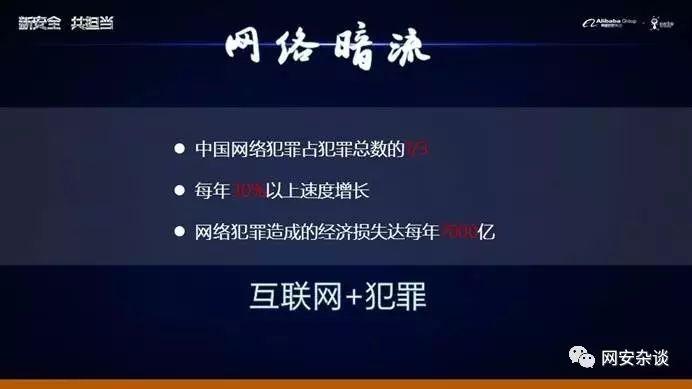 新安全 共担当
Alibaba Group
网络暗流
● 中国网络犯罪占犯罪总数的1/3
● 每年30%以上速度增长
● 网络犯罪造成的经济损失达每年7000亿
互联网+犯罪
网安杂谈